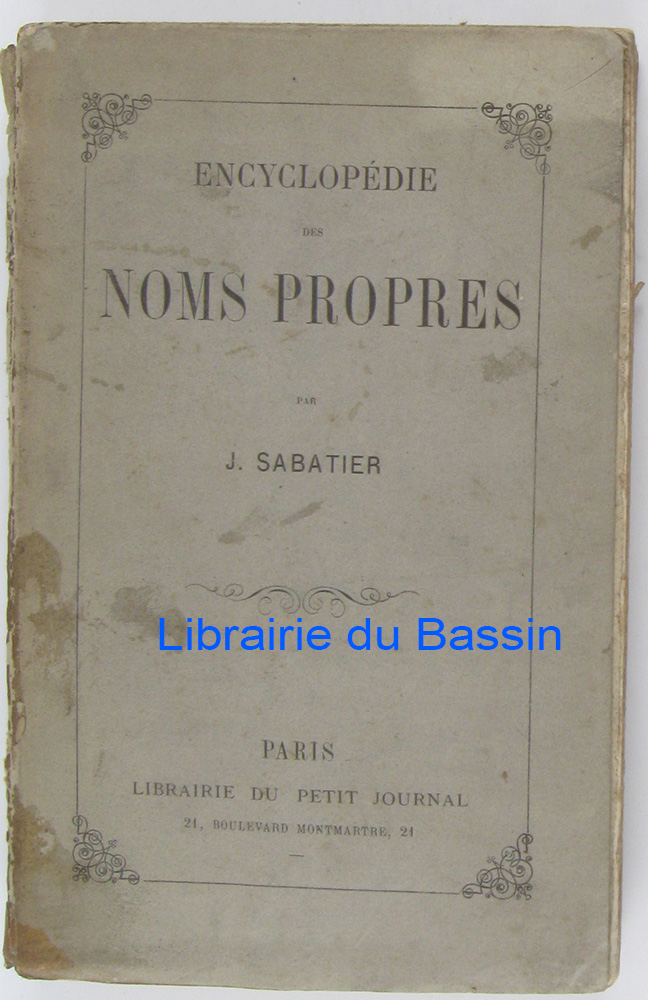 ENCYCLOPÉDIE
DES
NOMS PROPRES
PAR
J. SABATIER
Librairie du Bassin
PARIS
LIBRAIRIE DU PETIT JOURNAL
21, BOULEVARD MONTMARTRE, 21